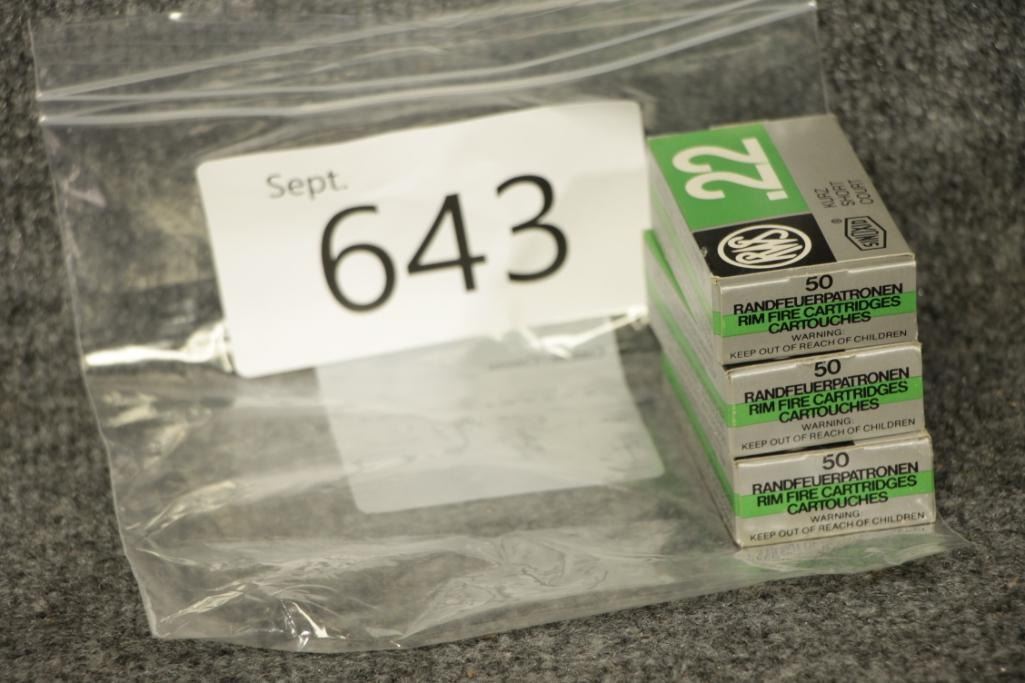 Sept.
643
.22
KURZ
SHORT
COURT
RWS
®
SINOXID
50
RANDFEUERPATRONEN
RIM FIRE CARTRIDGES
CARTOUCHES
WARNING:
KEEP OUT OF REACH OF CHILDREN
50
RANDFEUERPATRONEN
RIM FIRE CARTRIDGES
CARTOUCHES
WARNING:
KEEP OUT OF REACH OF CHILDREN
50
RANDFEUERPATRONEN
RIM FIRE CARTRIDGES
CARTOUCHES
WARNING:
KEEP OUT OF REACH OF CHILDREN